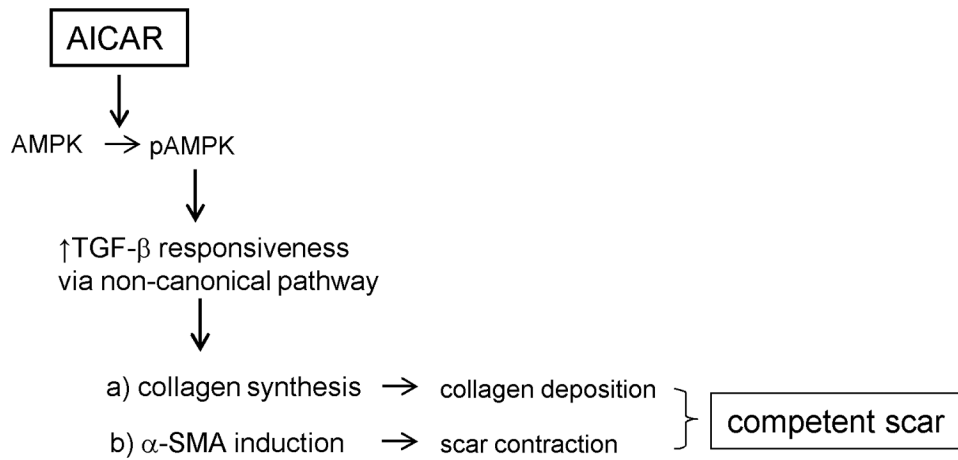 AICAR
AMPK → pAMPK
↑TGF-β responsiveness
via non-canonical pathway
a) collagen synthesis → collagen deposition
b) α-SMA induction → scar contraction
competent scar